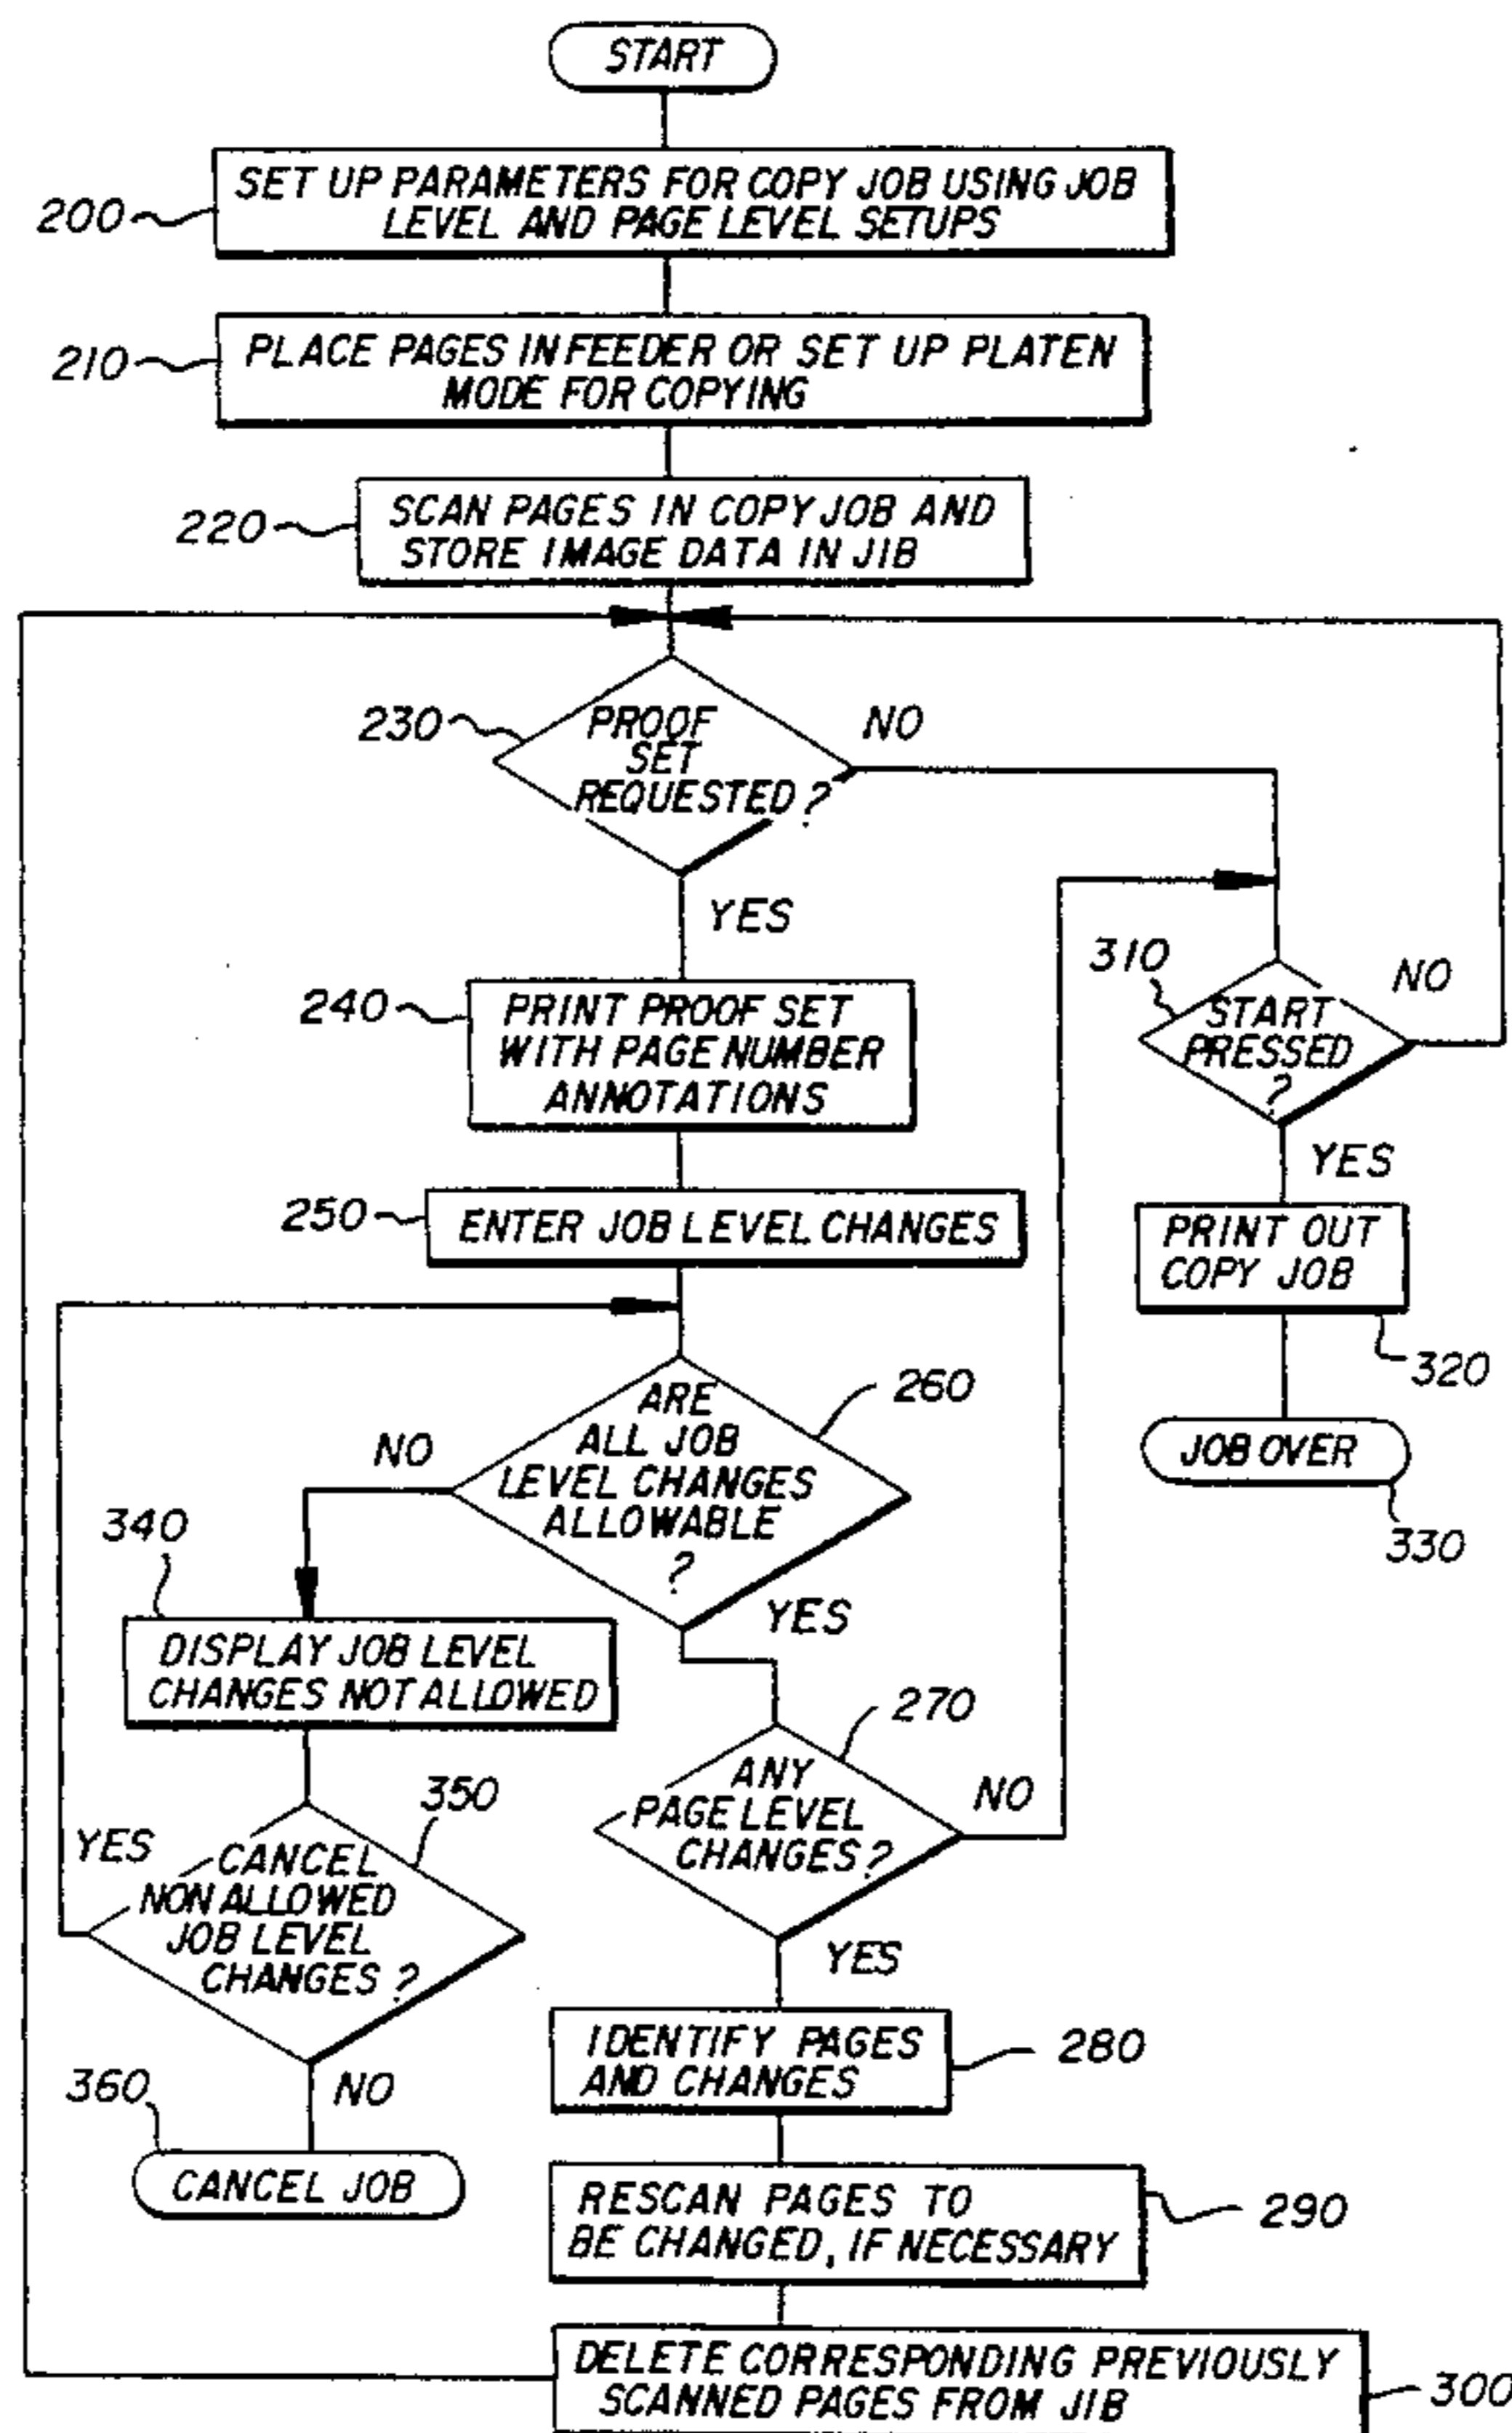 START
200
SET UP PARAMETERS FOR COPY JOB USING JOB
LEVEL AND PAGE LEVEL SETUPS
210
PLACE PAGES IN FEEDER OR SET UP PLATEN
MODE FOR COPYING
220
SCAN PAGES IN COPY JOB AND
STORE IMAGE DATA IN JIB
230
PROOF
SET
REQUESTED?
NO
YES
240
PRINT PROOF SET
WITH PAGE NUMBER
ANNOTATIONS
310
START
PRESSED
?
NO
YES
250
ENTER JOB LEVEL CHANGES
PRINT OUT
COPY JOB
320
JOB OVER
330
260
ARE
ALL JOB
LEVEL CHANGES
ALLOWABLE
?
NO
YES
340
DISPLAY JOB LEVEL
CHANGES NOT ALLOWED
270
ANY
PAGE LEVEL
CHANGES?
NO
YES
350
CANCEL
NON ALLOWED
JOB LEVEL
CHANGES?
YES
NO
280
IDENTIFY PAGES
AND CHANGES
360
CANCEL JOB
290
RESCAN PAGES TO
BE CHANGED, IF NECESSARY
300
DELETE CORRESPONDING PREVIOUSLY
SCANNED PAGES FROM JIB